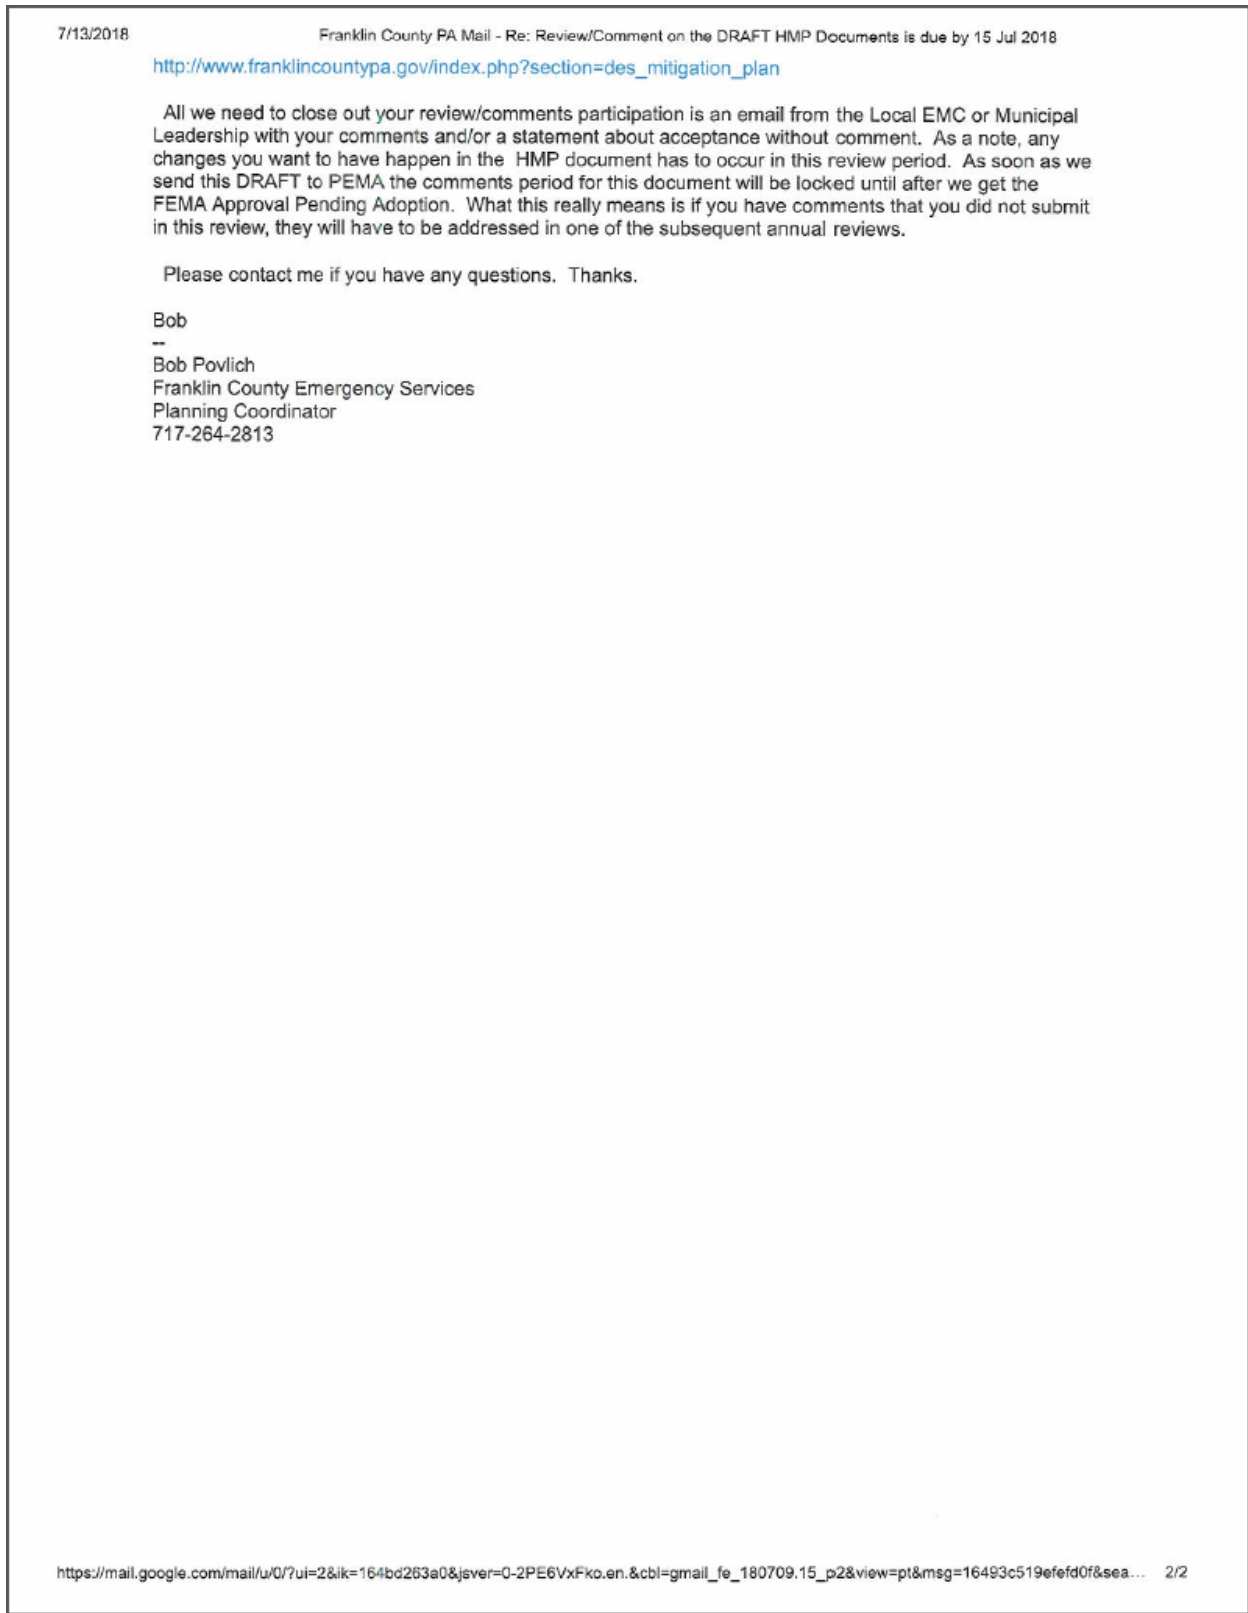 7/13/2018 Franklin County PA Mail - Re: Review/Comment on the DRAFT HMP Documents is due by 15 Jul 2018
http://www.franklincountypa.gov/index.php?section=des_mitigation_plan
All we need to close out your review/comments participation is an email from the Local EMC or Municipal
Leadership with your comments and/or a statement about acceptance without comment. As a note, any
changes you want to have happen in the HMP document has to occur in this review period. As soon as we
send this DRAFT to PEMA the comments period for this document will be locked until after we get the
FEMA Approval Pending Adoption. What this really means is if you have comments that you did not submit
in this review, they will have to be addressed in one of the subsequent annual reviews.
Please contact me if you have any questions. Thanks.
Bob
--
Bob Povlich
Franklin County Emergency Services
Planning Coordinator
717-264-2813
https://mail.google.com/mail/u/0/?ui=2&ik=164bd263a0&jsver=0-2PE6VxFko.en.&cbl=gmail_fe_180709.15_p2&view=pt&msg=16493c519efefd0f&sea... 2/2